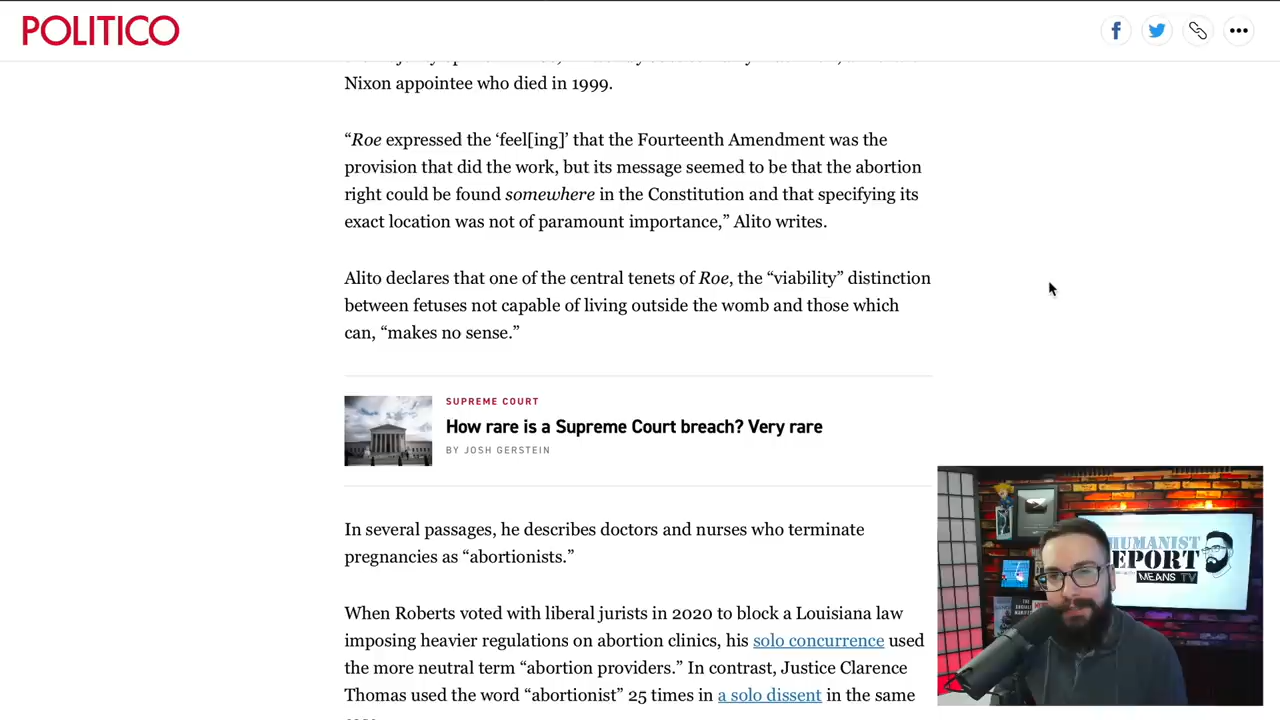 POLITICO
Nixon appointee who died in 1999.
“Roe expressed the ‘feel[ing]’ that the Fourteenth Amendment was the
provision that did the work, but its message seemed to be that the abortion
right could be found somewhere in the Constitution and that specifying its
exact location was not of paramount importance,” Alito writes.
Alito declares that one of the central tenets of Roe, the “viability” distinction
between fetuses not capable of living outside the womb and those which
can, “makes no sense.”
SUPREME COURT
How rare is a Supreme Court breach? Very rare
BY JOSH GERSTEIN
In several passages, he describes doctors and nurses who terminate
pregnancies as “abortionists.”
When Roberts voted with liberal jurists in 2020 to block a Louisiana law
imposing heavier regulations on abortion clinics, his solo concurrence used
the more neutral term “abortion providers.” In contrast, Justice Clarence
Thomas used the word “abortionist” 25 times in a solo dissent in the same
HUMANIST
EPORT
MEANS TV